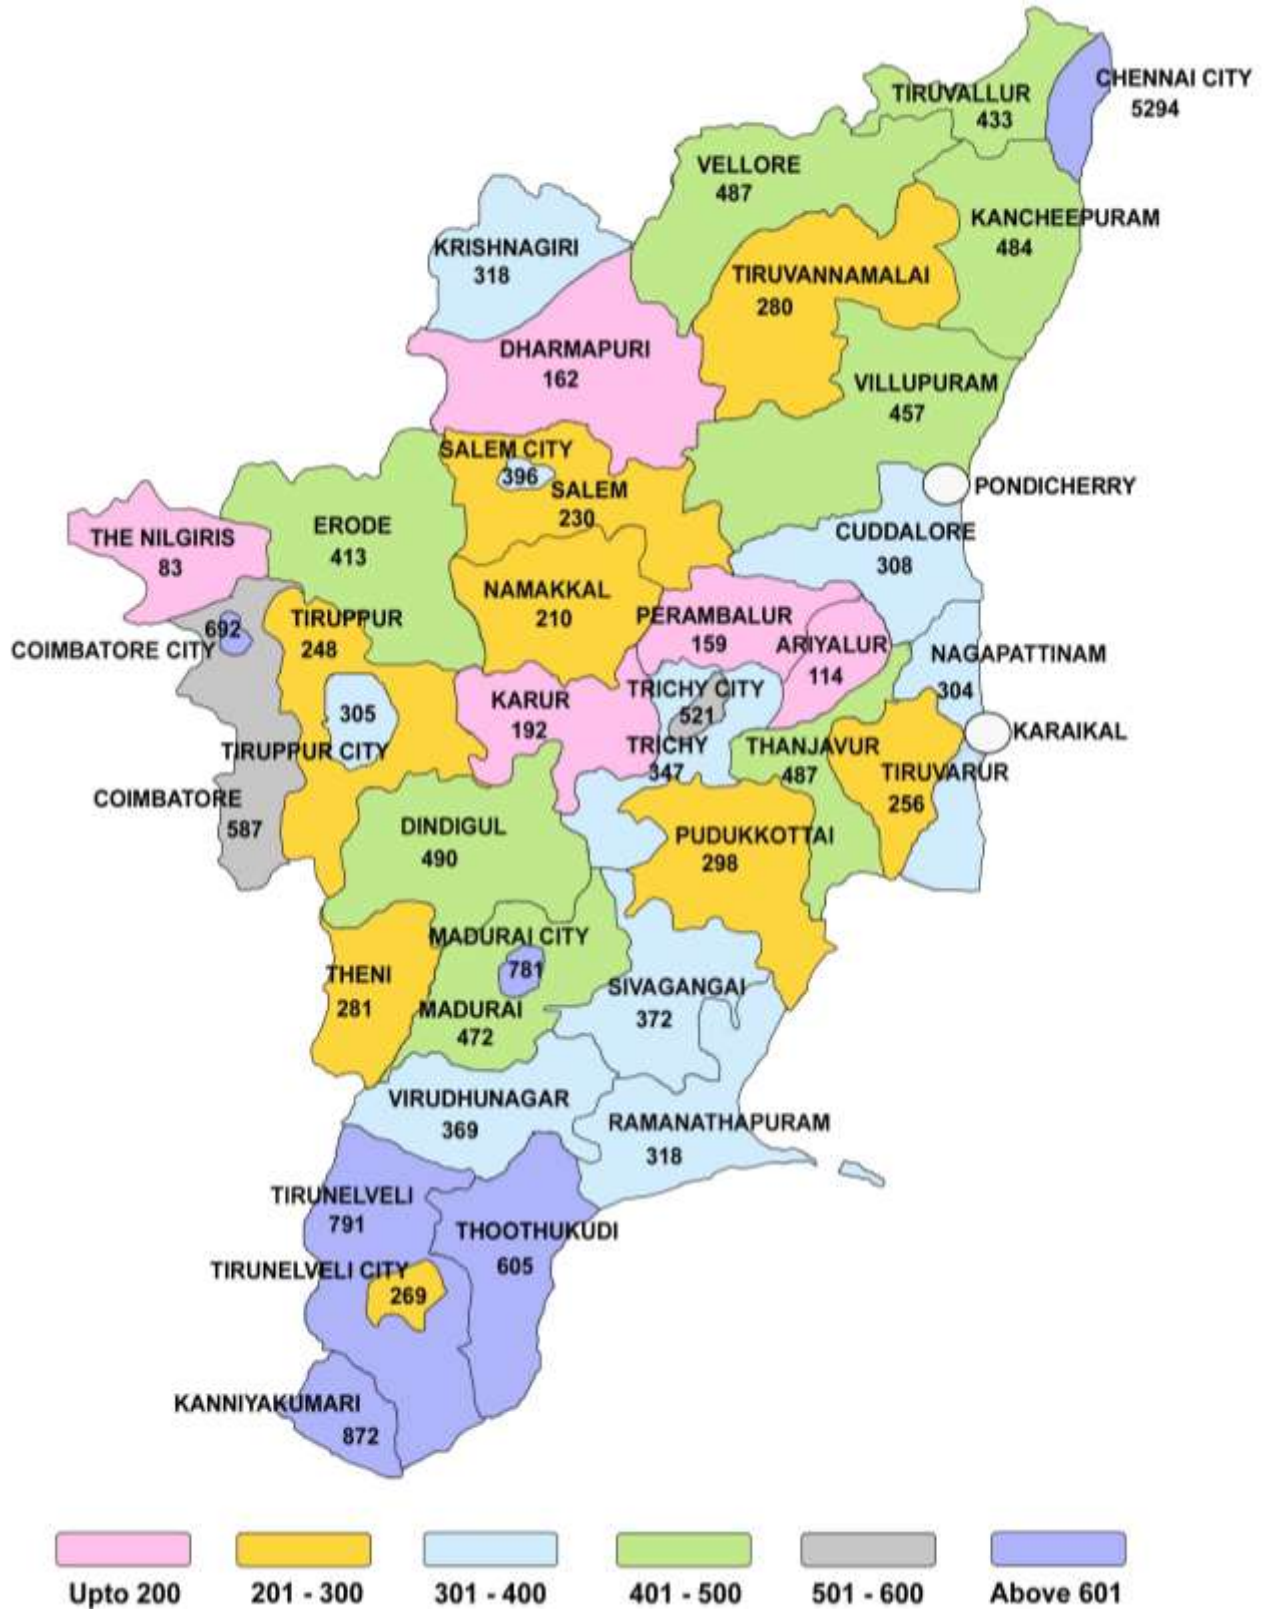 CHENNAI CITY
5294
TIRUVALLUR
433
VELLORE
487
KANCHEEPURAM
484
KRISHNAGIRI
318
TIRUVANNAMALAI
280
DHARMAPURI
162
VILLUPURAM
457
SALEM CITY
396
SALEM
230
PONDICHERRY
CUDDALORE
308
THE NILGIRIS
83
ERODE
413
NAMAKKAL
210
PERAMBALUR
159
ARIYALUR
114
692
COIMBATORE CITY
TIRUPPUR
248
NAGAPATTINAM
304
KARUR
192
TRICHY CITY
521
TRICHY
347
305
TIRUPPUR CITY
KARAIKAL
THANJAVUR
487
TIRUVARUR
256
COIMBATORE
587
DINDIGUL
490
PUDUKKOTTAI
298
MADURAI CITY
781
THENI
281
MADURAI
472
SIVAGANGAI
372
VIRUDHUNAGAR
369
RAMANATHAPURAM
318
TIRUNELVELI
791
THOOTHUKUDI
605
TIRUNELVELI CITY
269
KANNIYAKUMARI
872
Upto 200
201 - 300
301 - 400
401 - 500
501 - 600
Above 601